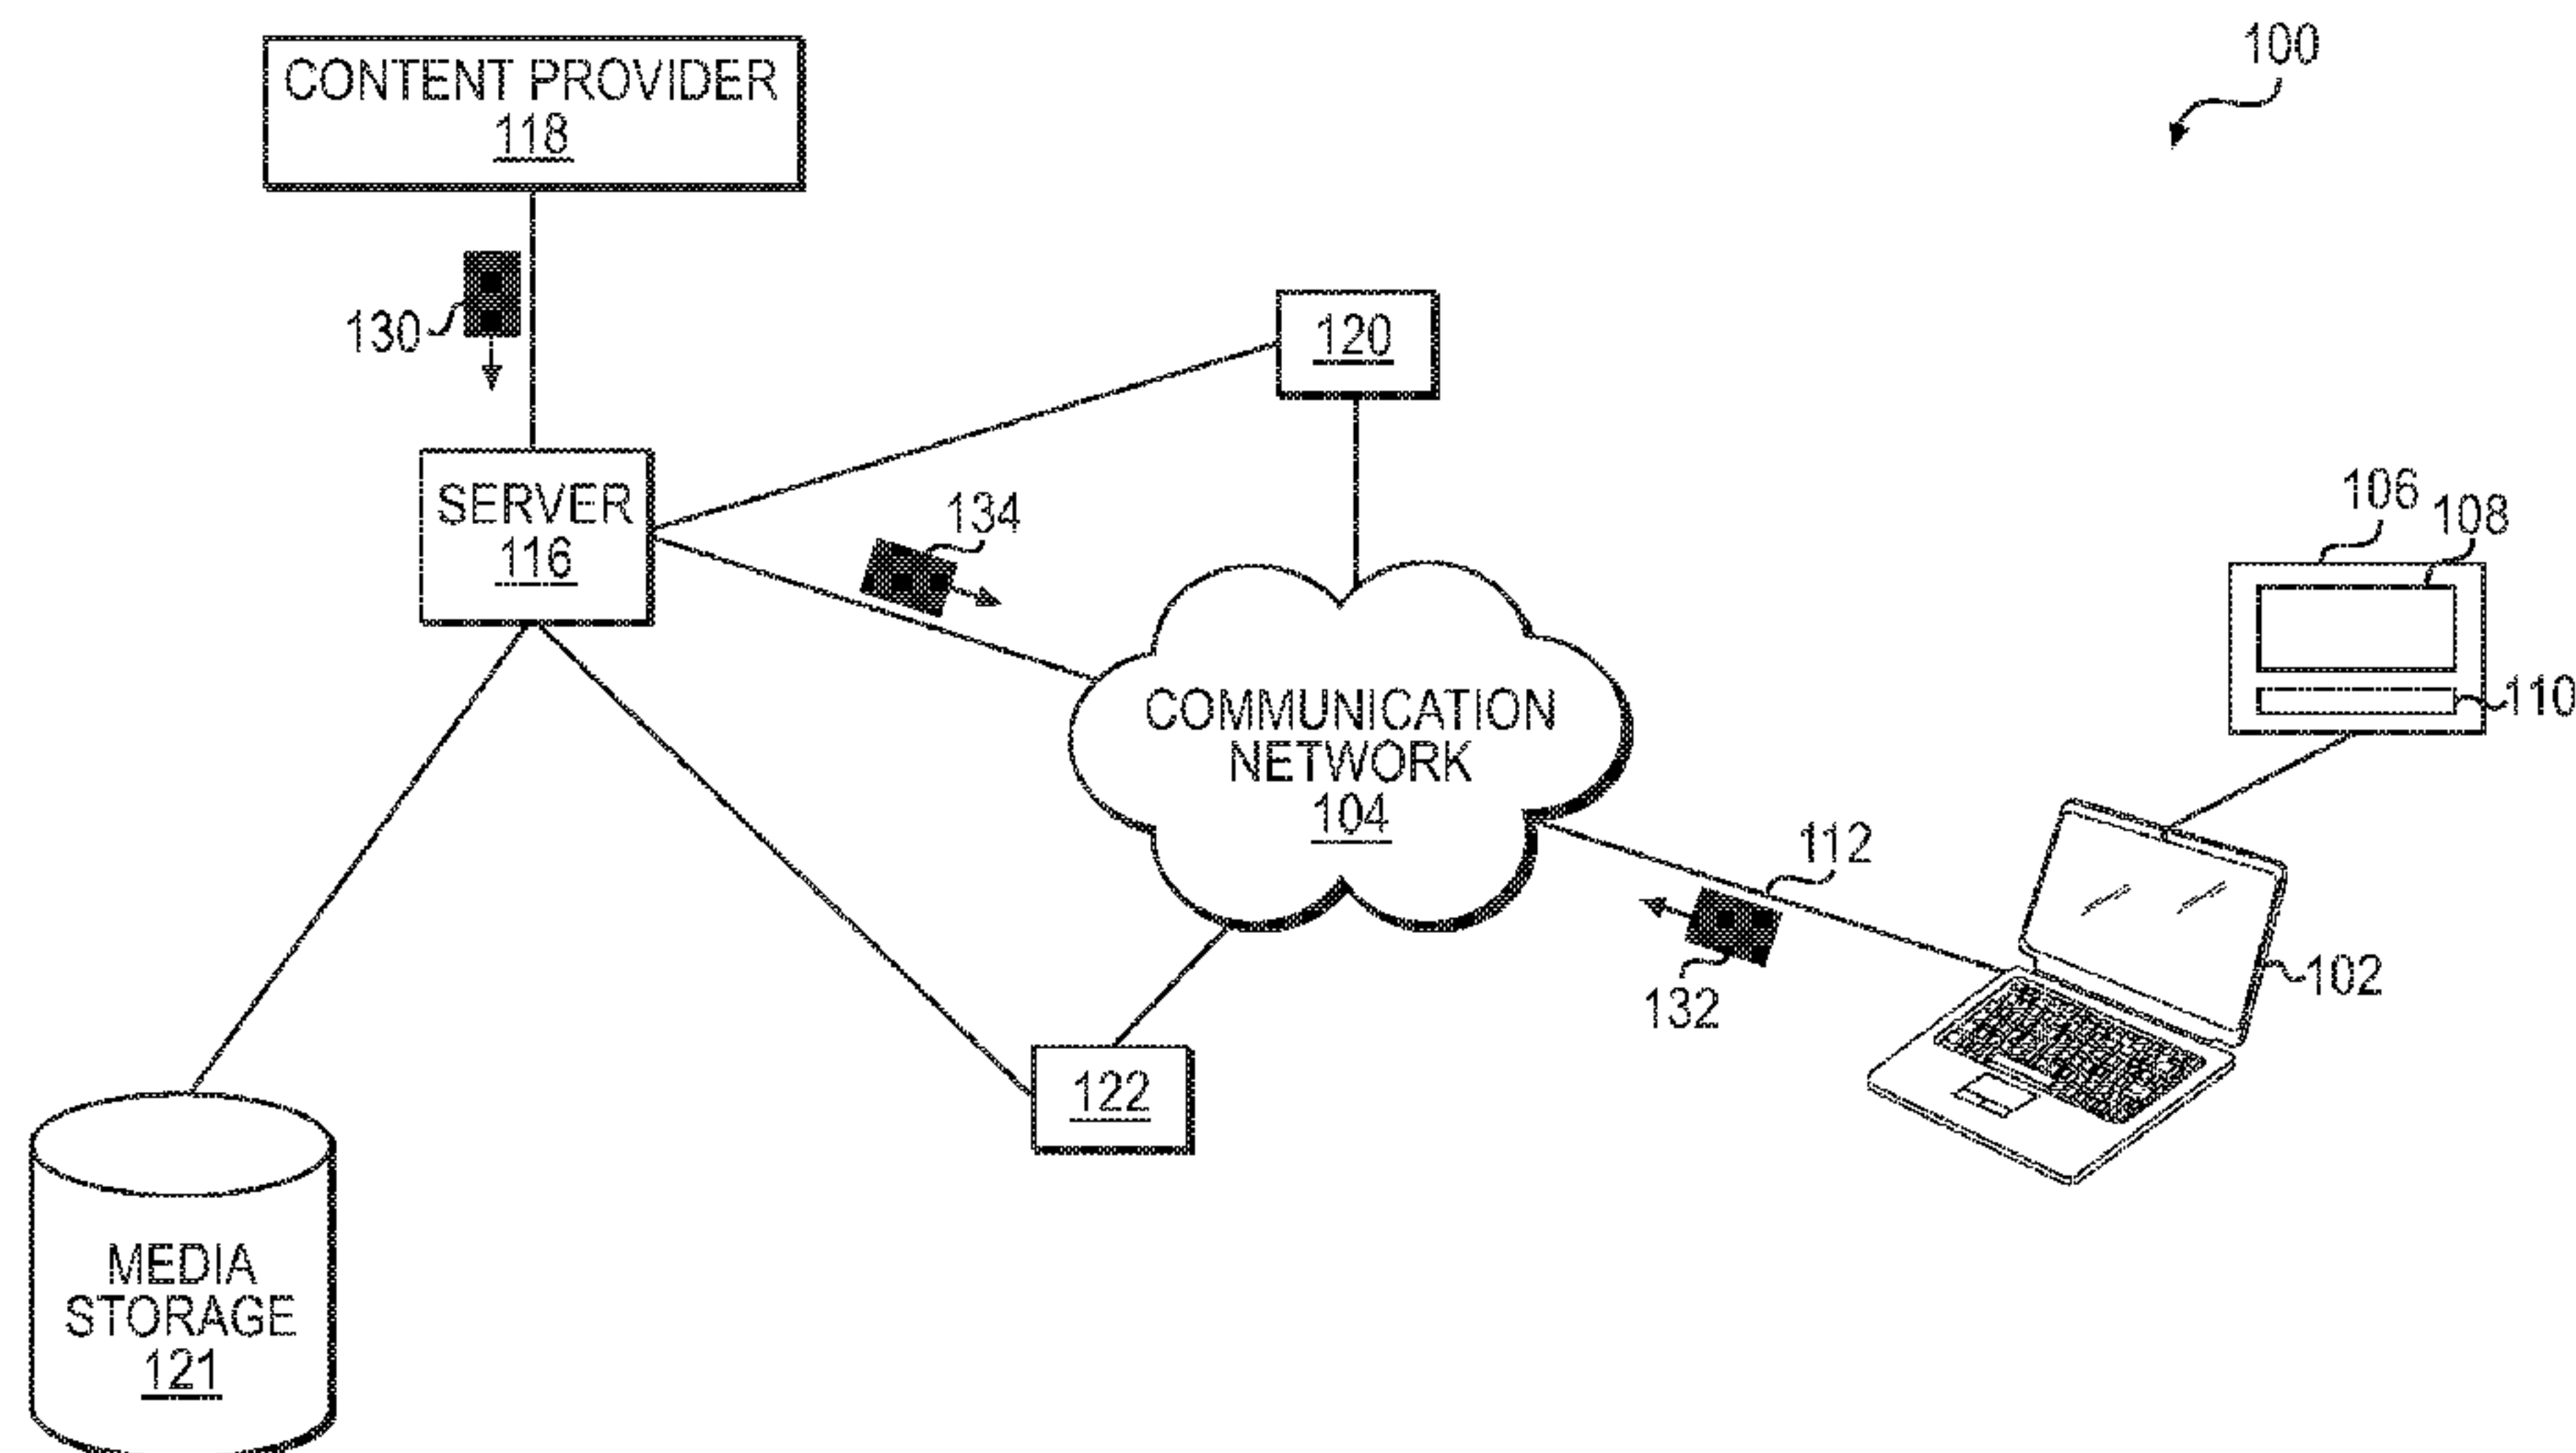 100
CONTENT PROVIDER
118
130
120
SERVER
116
134
106
108
110
COMMUNICATION
NETWORK
104
112
132
102
122
MEDIA
STORAGE
121